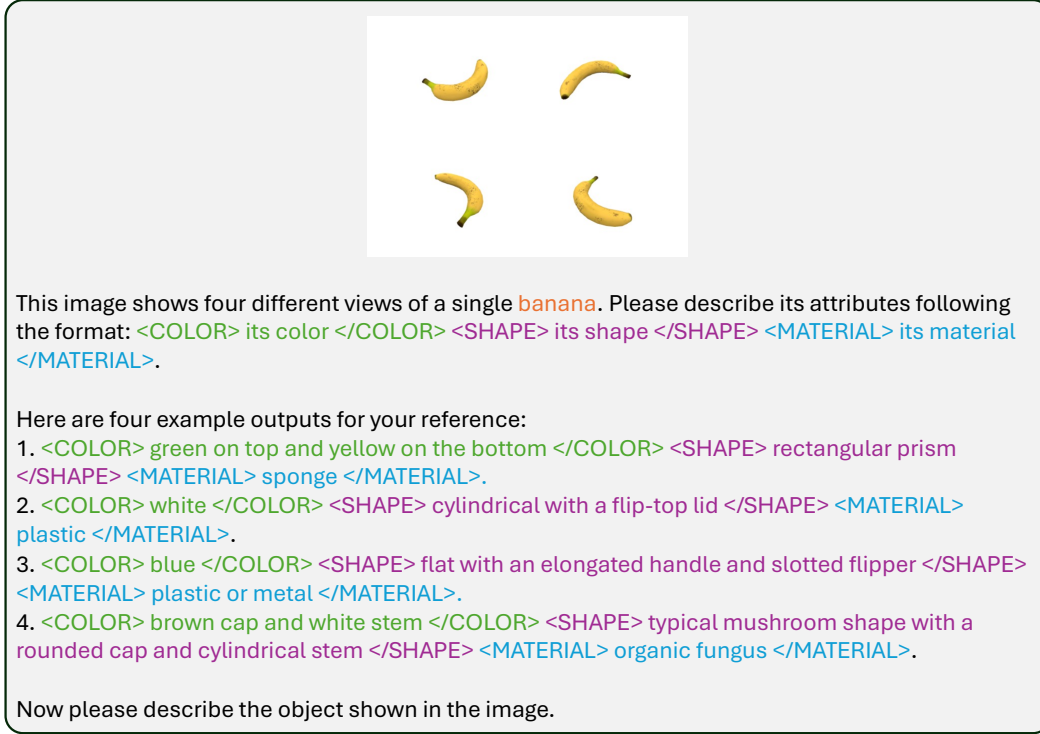 This image shows four different views of a single banana. Please describe its attributes following
the format: <COLOR> its color </COLOR> <SHAPE> its shape </SHAPE> <MATERIAL> its material
</MATERIAL>.
Here are four example outputs for your reference:
1. <COLOR> green on top and yellow on the bottom </COLOR> <SHAPE> rectangular prism
</SHAPE> <MATERIAL> sponge </MATERIAL>.
2. <COLOR> white </COLOR> <SHAPE> cylindrical with a flip-top lid </SHAPE> <MATERIAL>
plastic </MATERIAL>.
3. <COLOR> blue </COLOR> <SHAPE> flat with an elongated handle and slotted flipper </SHAPE>
<MATERIAL> plastic or metal </MATERIAL>.
4. <COLOR> brown cap and white stem </COLOR> <SHAPE> typical mushroom shape with a
rounded cap and cylindrical stem </SHAPE> <MATERIAL> organic fungus </MATERIAL>.
Now please describe the object shown in the image.